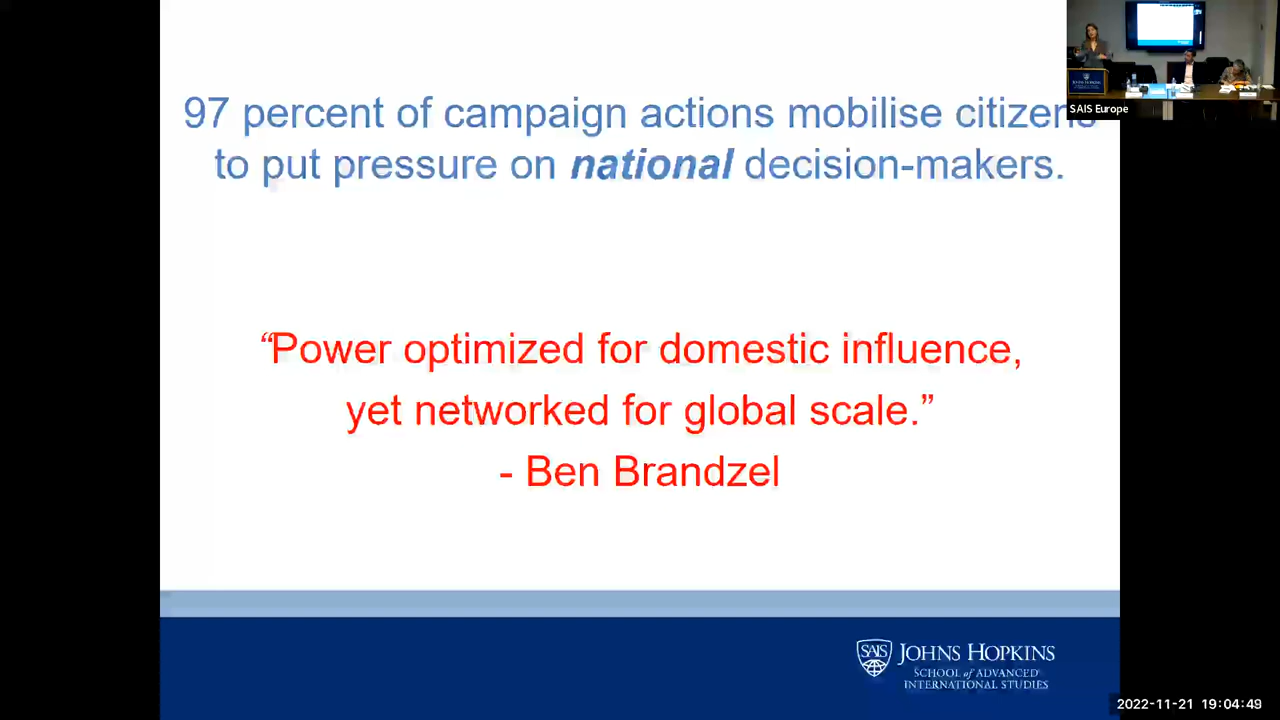 97 percent of campaign actions mobilise citizens
to put pressure on national decision-makers.
“Power optimized for domestic influence,
yet networked for global scale.”
- Ben Brandzel
SAIS Europe
SAIS
JOHNS HOPKINS
SCHOOL of ADVANCED
INTERNATIONAL STUDIES
2022-11-21 19:04:49